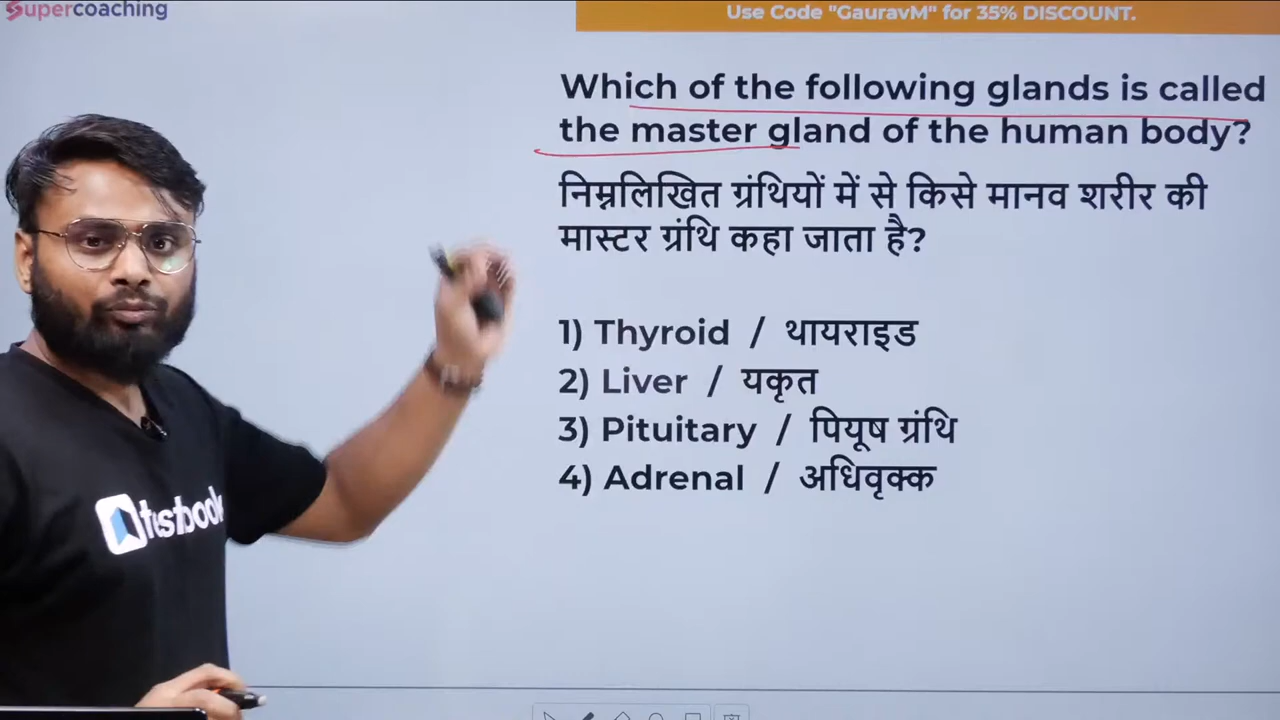 Supercoaching
Use Code "GauravM" for 35% DISCOUNT.
Which of the following glands is called
the master gland of the human body?
निम्नलिखित ग्रंथियों में से किसे मानव शरीर की
मास्टर ग्रंथि कहा जाता है?
1) Thyroid / थायराइड
2) Liver / यकृत
3) Pituitary / पियूष ग्रंथि
4) Adrenal / अधिवृक्क
testbook